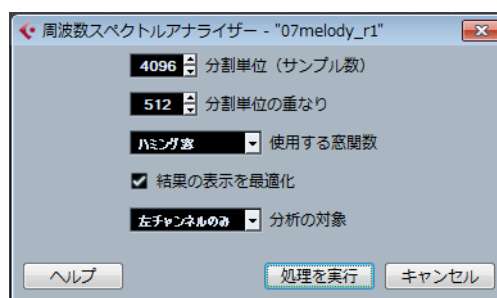 周波数スペクトルアナライザー - "07melody_r1"
4096 分割単位（サンプル数）
512 分割単位の重なり
ハミング窓 使用する窓関数
結果の表示を最適化
左チャンネルのみ 分析の対象
ヘルプ 処理を実行 キャンセル